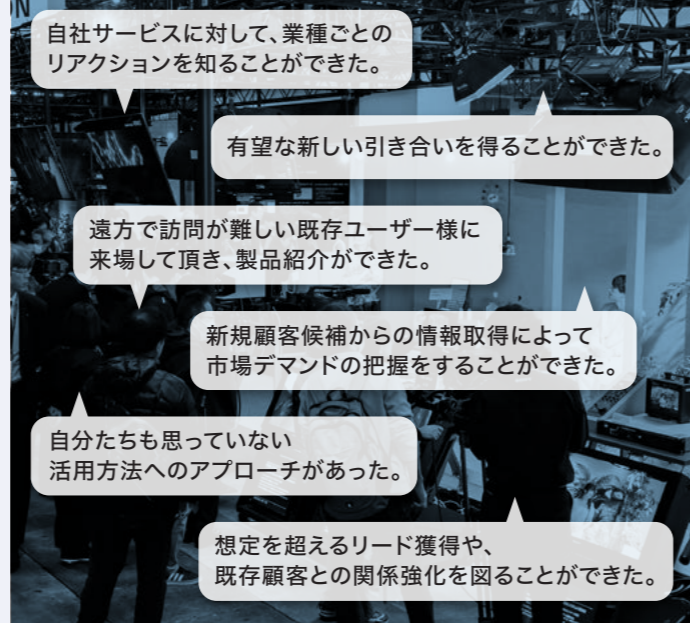 自社サービスに対して、業種ごとの
リアクションを知ることができた。
有望な新しい引き合いを得ることができた。
遠方で訪問が難しい既存ユーザー様に
来場して頂き、製品紹介ができた。
新規顧客候補からの情報取得によって
市場デマンドの把握をすることができた。
自分たちも思っていない
活用方法へのアプローチがあった。
想定を超えるリード獲得や、
既存顧客との関係強化を図ることができた。